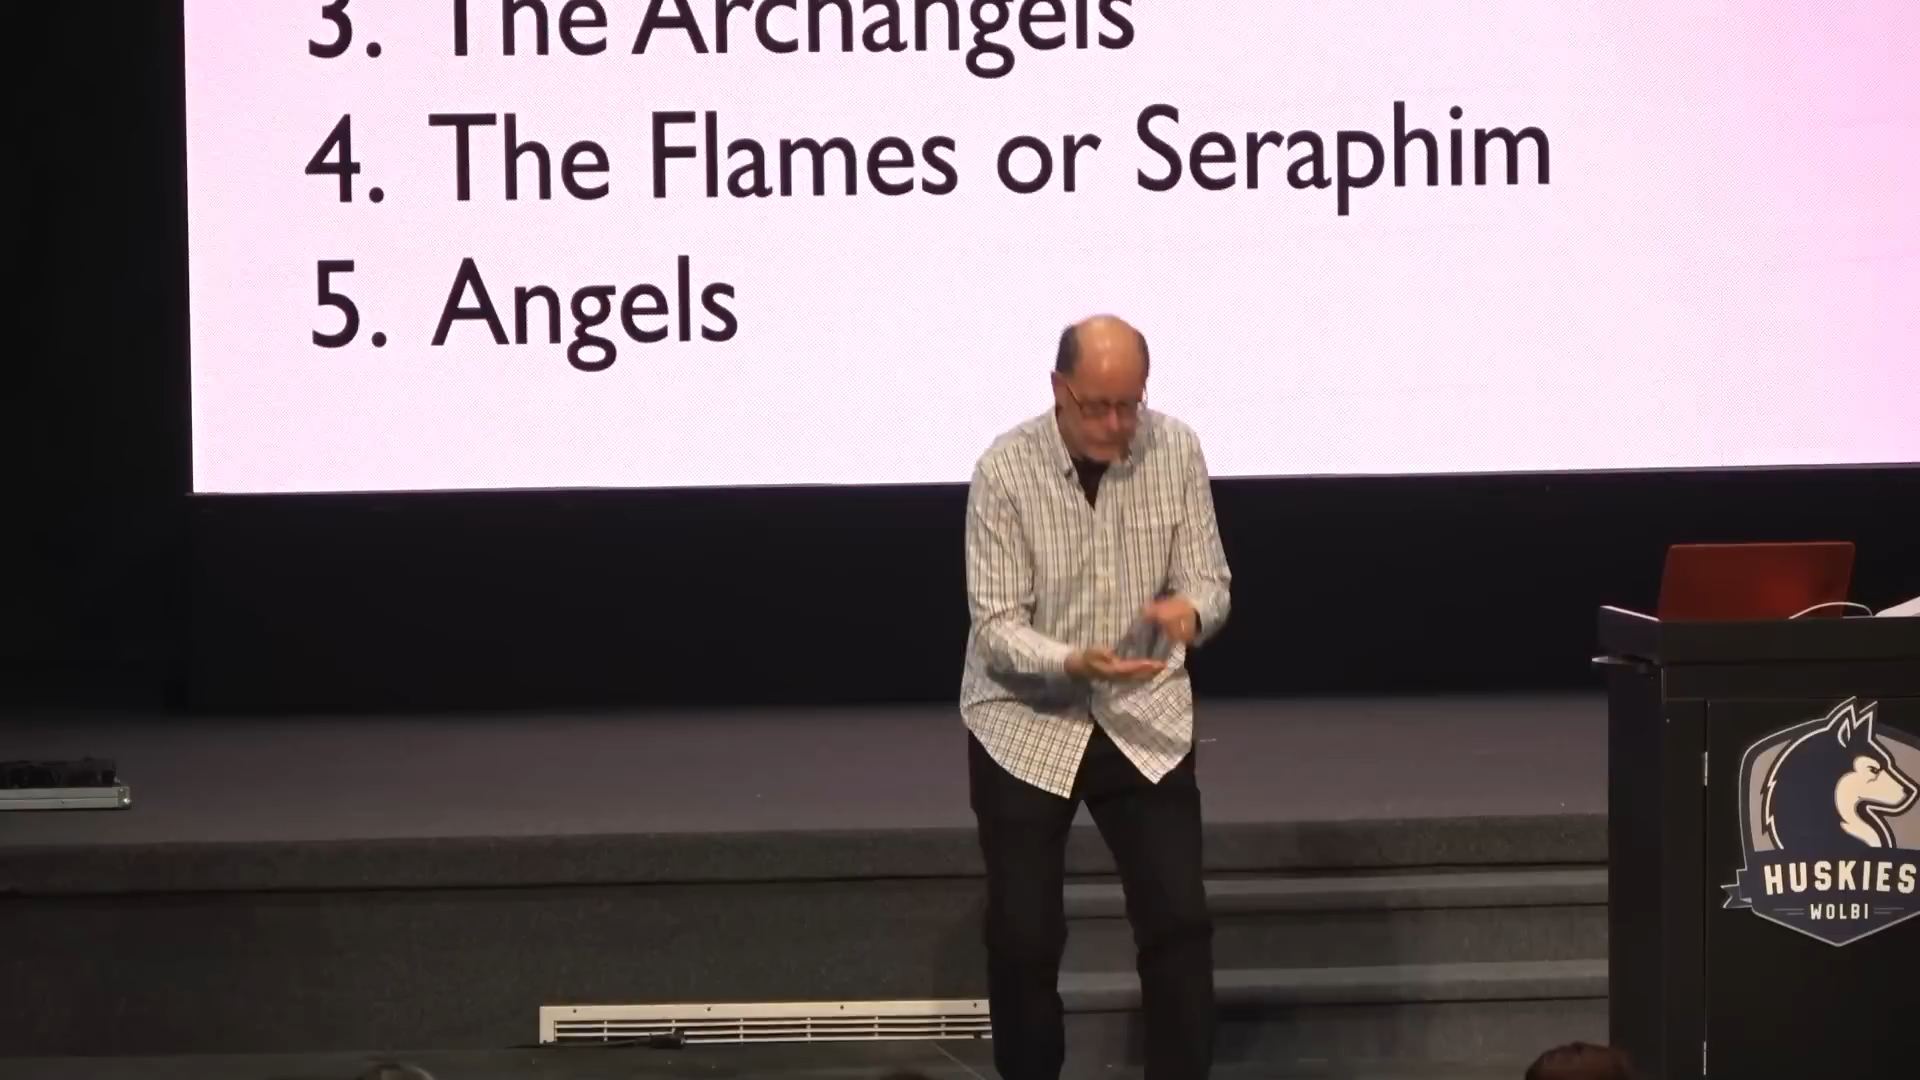 3. The Archangels
4. The Flames or Seraphim
5. Angels
HUSKIES
WOLBI